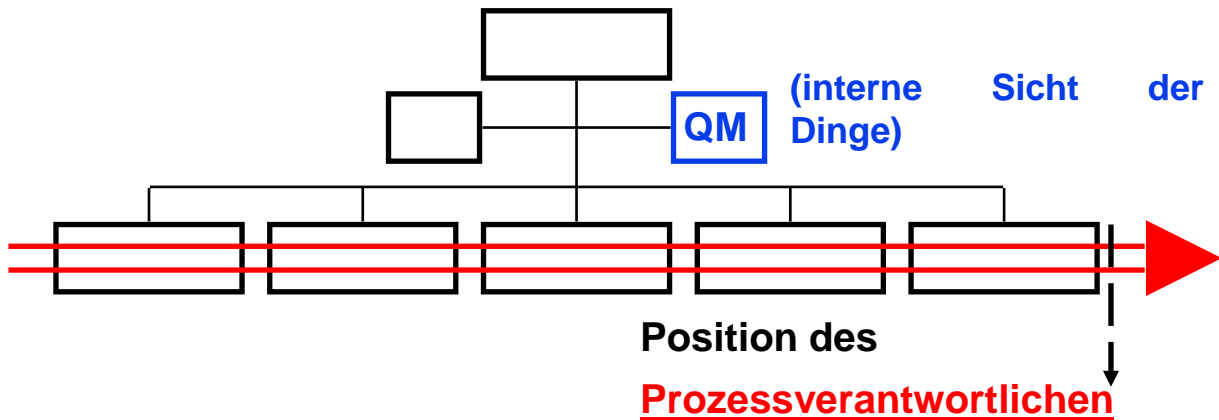 (interne Sicht der
QM Dinge)
Position des
Prozessverantwortlichen